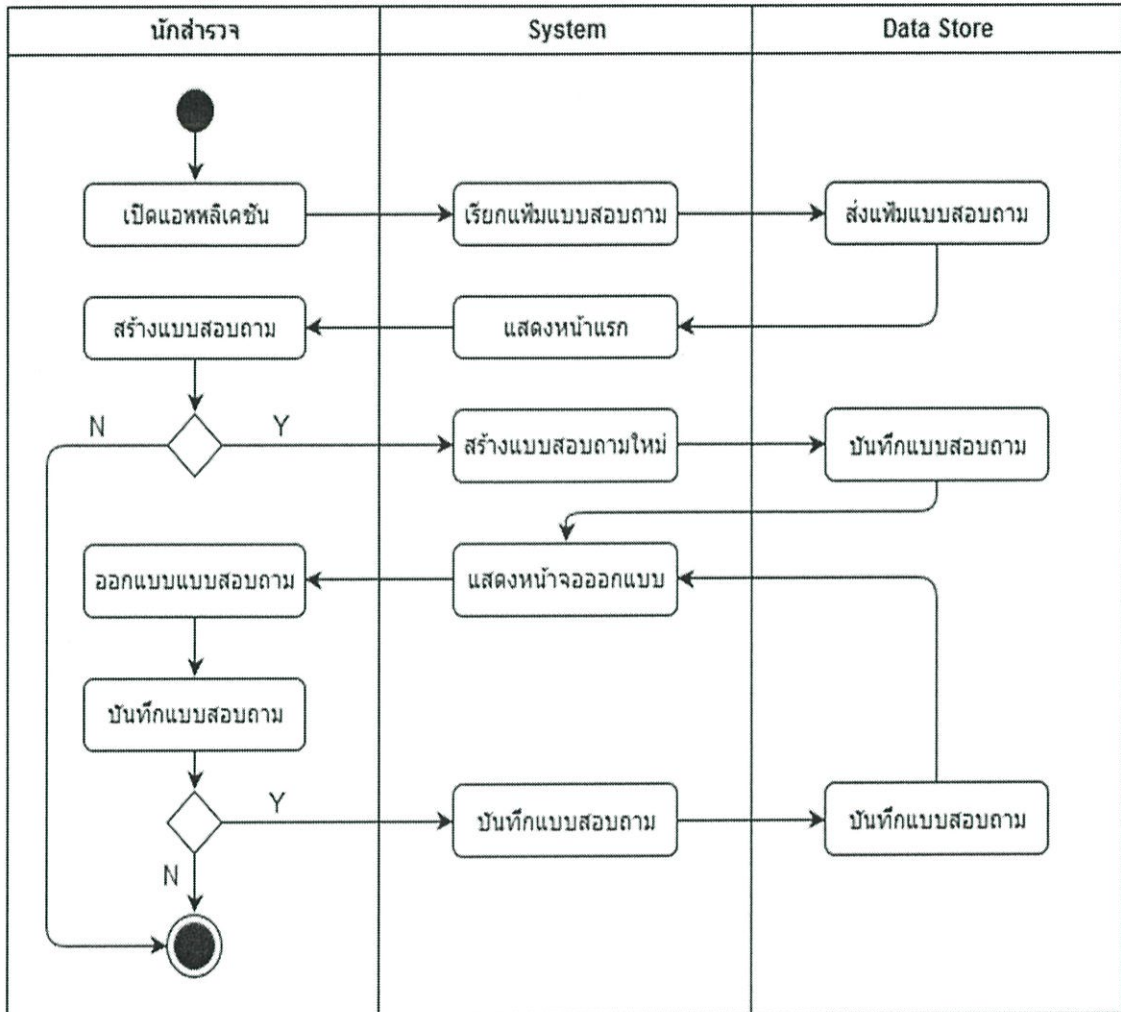 นักสำรวจ
System
Data Store
เปิดแอพพลิเคชัน
เรียกแฟ้มแบบสอบถาม
ส่งแฟ้มแบบสอบถาม
สร้างแบบสอบถาม
แสดงหน้าแรก
N
Y
สร้างแบบสอบถามใหม่
บันทึกแบบสอบถาม
ออกแบบแบบสอบถาม
แสดงหน้าจอออกแบบ
บันทึกแบบสอบถาม
Y
บันทึกแบบสอบถาม
บันทึกแบบสอบถาม
N